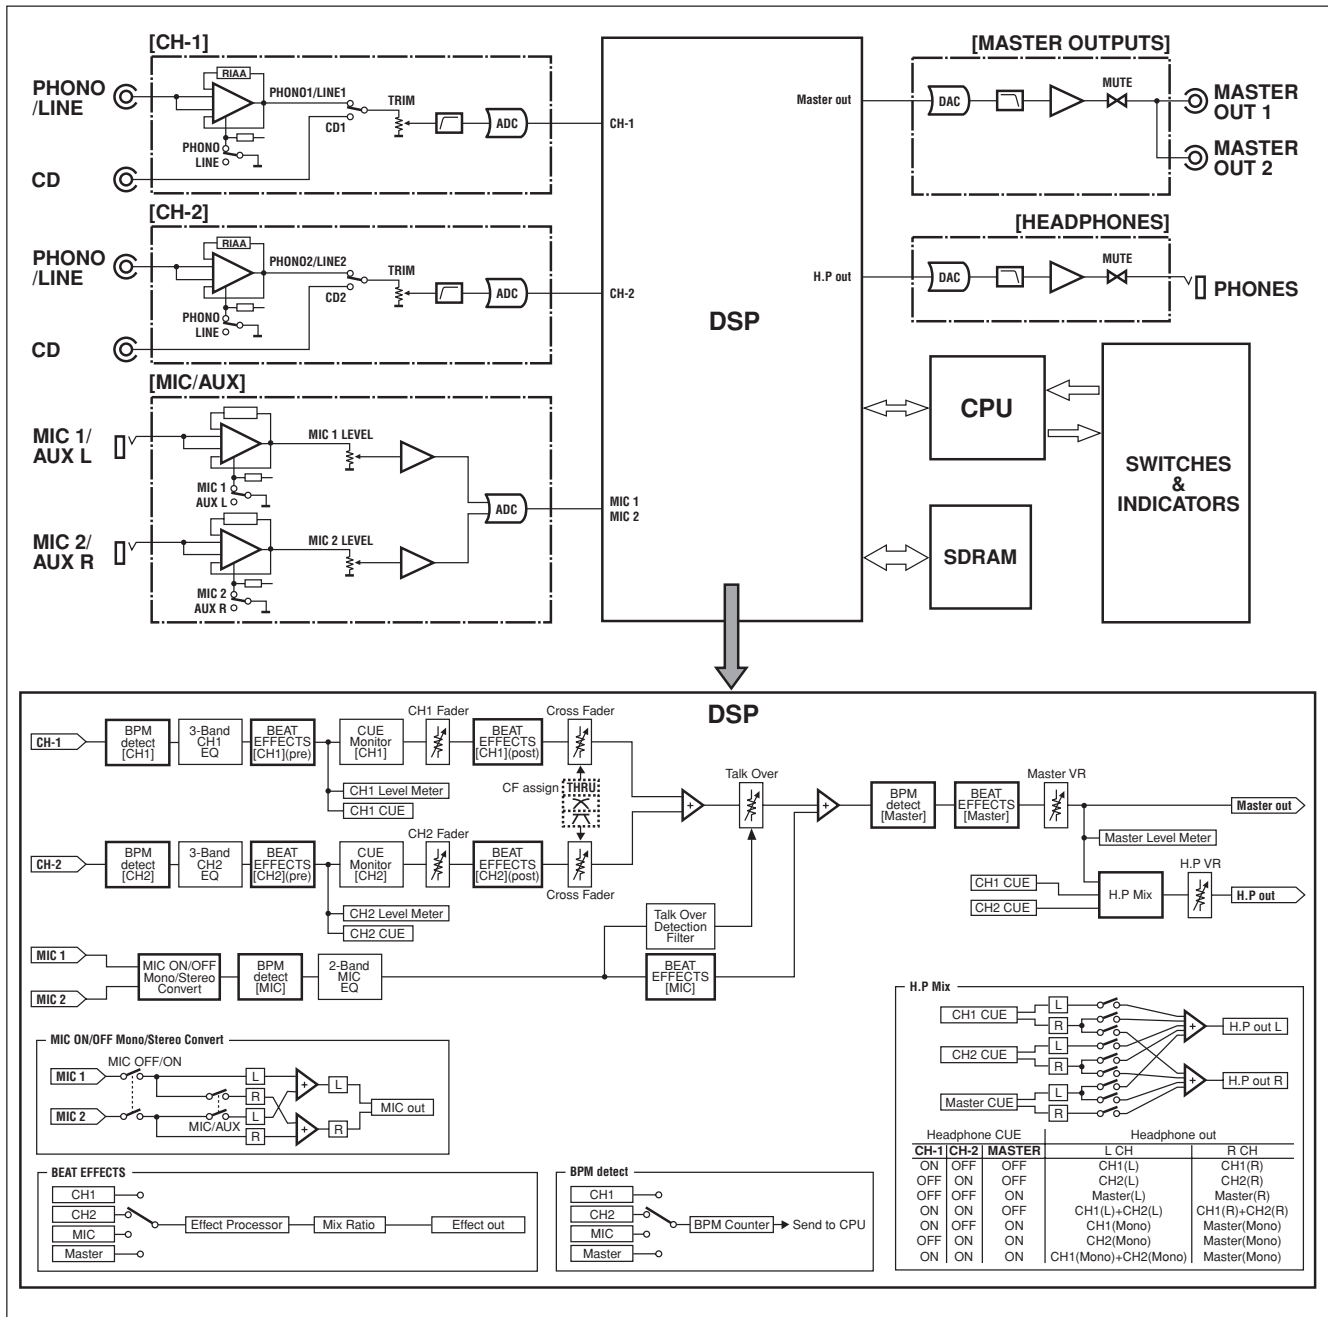 [CH-1]
PHONO
/LINE
RIAA
PHONO1/LINE1
TRIM
CD1
PHONO
LINE
ADC
CH-1
CD
[CH-2]
PHONO
/LINE
RIAA
PHONO2/LINE2
TRIM
CD2
PHONO
LINE
ADC
CH-2
CD
[MIC/AUX]
MIC 1/
AUX L
MIC 1 LEVEL
MIC 1
AUX L
ADC
MIC 1
MIC 2
MIC 2/
AUX R
MIC 2 LEVEL
MIC 2
AUX R
DSP
[MASTER OUTPUTS]
Master out
DAC
MUTE
MASTER
OUT 1
MASTER
OUT 2
[HEADPHONES]
H.P out
DAC
MUTE
PHONES
CPU
SDRAM
SWITCHES
&
INDICATORS
DSP
CH-1
BPM
detect
[CH1]
3-Band
CH1
EQ
BEAT
EFFECTS
[CH1](pre)
CUE
Monitor
[CH1]
CH1 Fader
BEAT
EFFECTS
[CH1](post)
Cross Fader
CH1 Level Meter
CH1 CUE
CF assign
THRU
CH-2
BPM
detect
[CH2]
3-Band
CH2
EQ
BEAT
EFFECTS
[CH2](pre)
CUE
Monitor
[CH2]
CH2 Fader
BEAT
EFFECTS
[CH2](post)
Cross Fader
CH2 Level Meter
CH2 CUE
+
Talk Over
+
BPM
detect
[Master]
BEAT
EFFECTS
[Master]
Master VR
Master out
Master Level Meter
CH1 CUE
CH2 CUE
H.P Mix
H.P VR
H.P out
MIC 1
MIC 2
MIC ON/OFF
Mono/Stereo
Convert
BPM
detect
[MIC]
2-Band
MIC
EQ
Talk Over
Detection
Filter
BEAT
EFFECTS
[MIC]
MIC ON/OFF Mono/Stereo Convert
MIC OFF/ON
MIC 1
MIC 2
MIC/AUX
L
R
L
R
+
+
L
R
MIC out
H.P Mix
CH1 CUE
L
R
CH2 CUE
L
R
Master CUE
L
R
+
+
H.P out L
H.P out R
Headphone CUE Headphone out
CH-1 CH-2 MASTER L CH R CH
ON OFF OFF CH1(L) CH1(R)
OFF ON OFF CH2(L) CH2(R)
OFF OFF ON Master(L) Master(R)
ON ON OFF CH1(L)+CH2(L) CH1(R)+CH2(R)
ON OFF ON CH1(Mono) Master(Mono)
OFF ON ON CH2(Mono) Master(Mono)
ON ON ON CH1(Mono)+CH2(Mono) Master(Mono)
BEAT EFFECTS
CH1
CH2
MIC
Master
Effect Processor
Mix Ratio
Effect out
BPM detect
CH1
CH2
MIC
Master
BPM Counter
Send to CPU